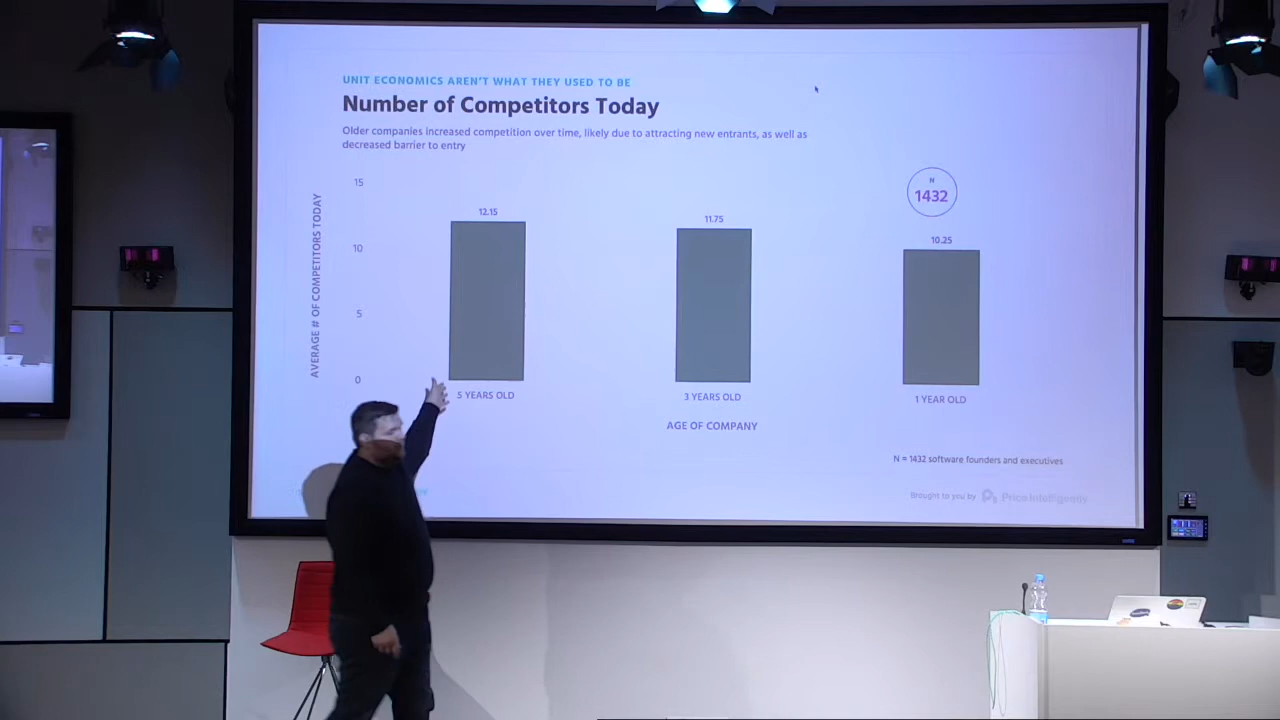 UNIT ECONOMICS AREN'T WHAT THEY USED TO BE
Number of Competitors Today
Older companies increased competition over time, likely due to attracting new entrants, as well as
decreased barrier to entry
AVERAGE # OF COMPETITORS TODAY
15
10
5
0
12.15
11.75
10.25
N
1432
5 YEARS OLD
3 YEARS OLD
1 YEAR OLD
AGE OF COMPANY
N = 1432 software founders and executives
Brought to you by Price Intelligently